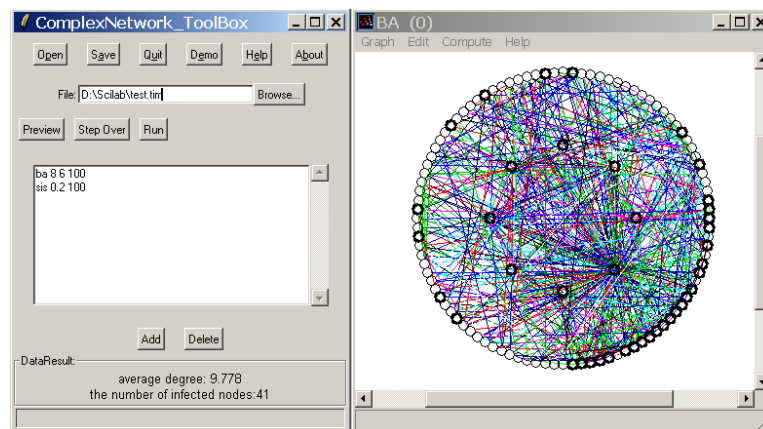 ComplexNetwork_ToolBox
Open Save Quit Demo Help About
File: D:\Scilab\test.tim Browse...
Preview Step Over Run
ba 8 6 100
sis 0.2 100
Add Delete
DataResult:
average degree: 9.778
the number of infected nodes:41
BA (0)
Graph Edit Compute Help